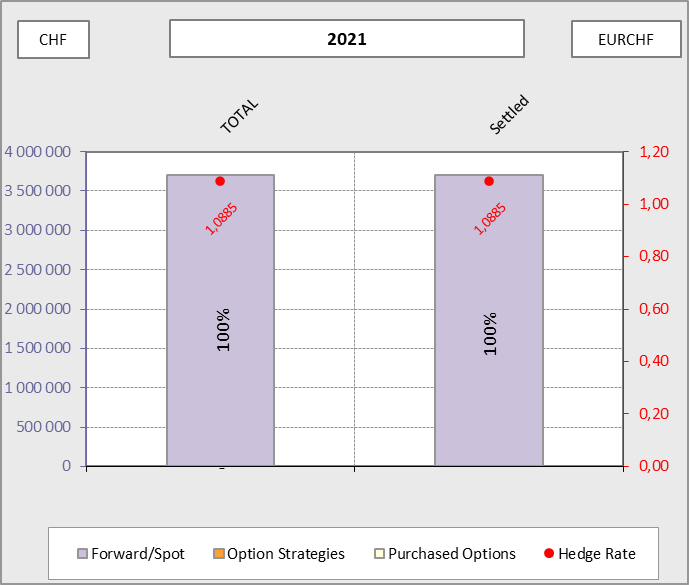 CHF
2021
EURCHF
TOTAL
Settled
4 000 000
3 500 000
3 000 000
2 500 000
2 000 000
1 500 000
1 000 000
500 000
0
1,20
1,00
0,80
0,60
0,40
0,20
0,00
1,0885
1,0885
100%
100%
Forward/Spot
Option Strategies
Purchased Options
Hedge Rate